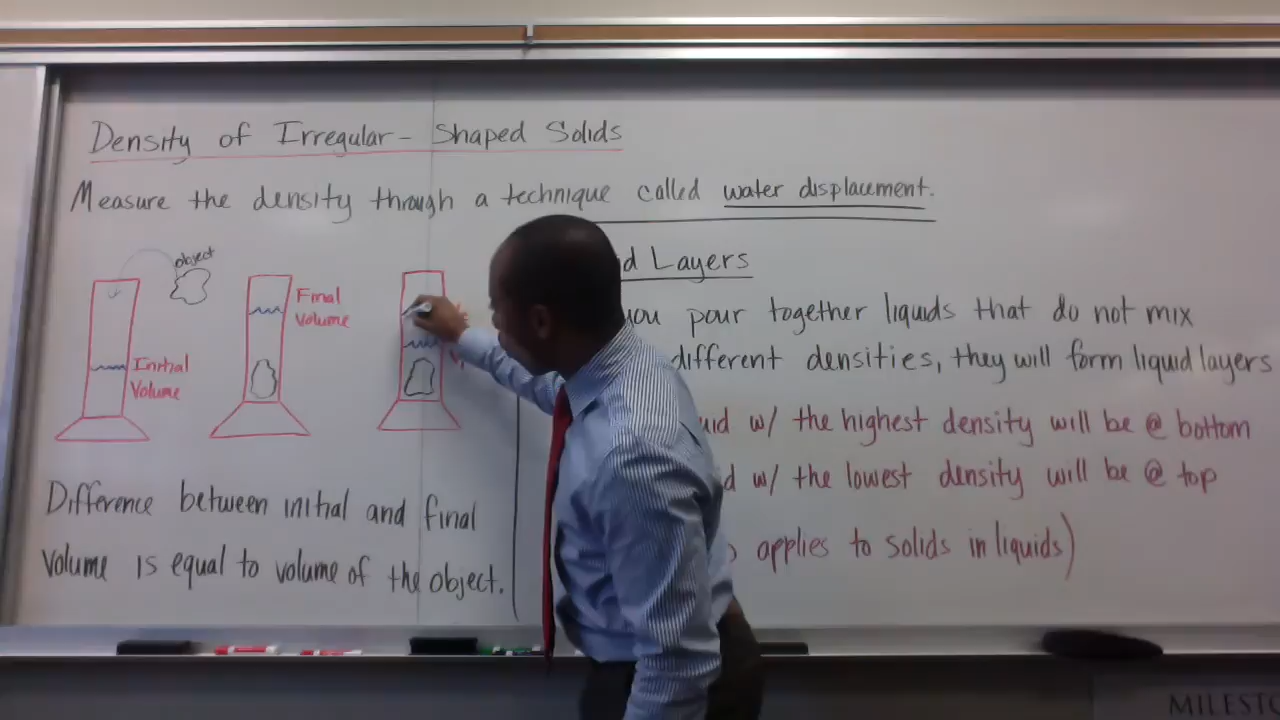 Density of Irregular-Shaped Solids
Measure the density through a technique called water displacement.
object
Initial
Volume
Final
Volume
Difference between initial and final
volume is equal to volume of the object.
Layers
you pour together liquids that do not mix
different densities, they will form liquid layers
w/ the highest density will be @ bottom
w/ the lowest density will be @ top
applies to solids in liquids)